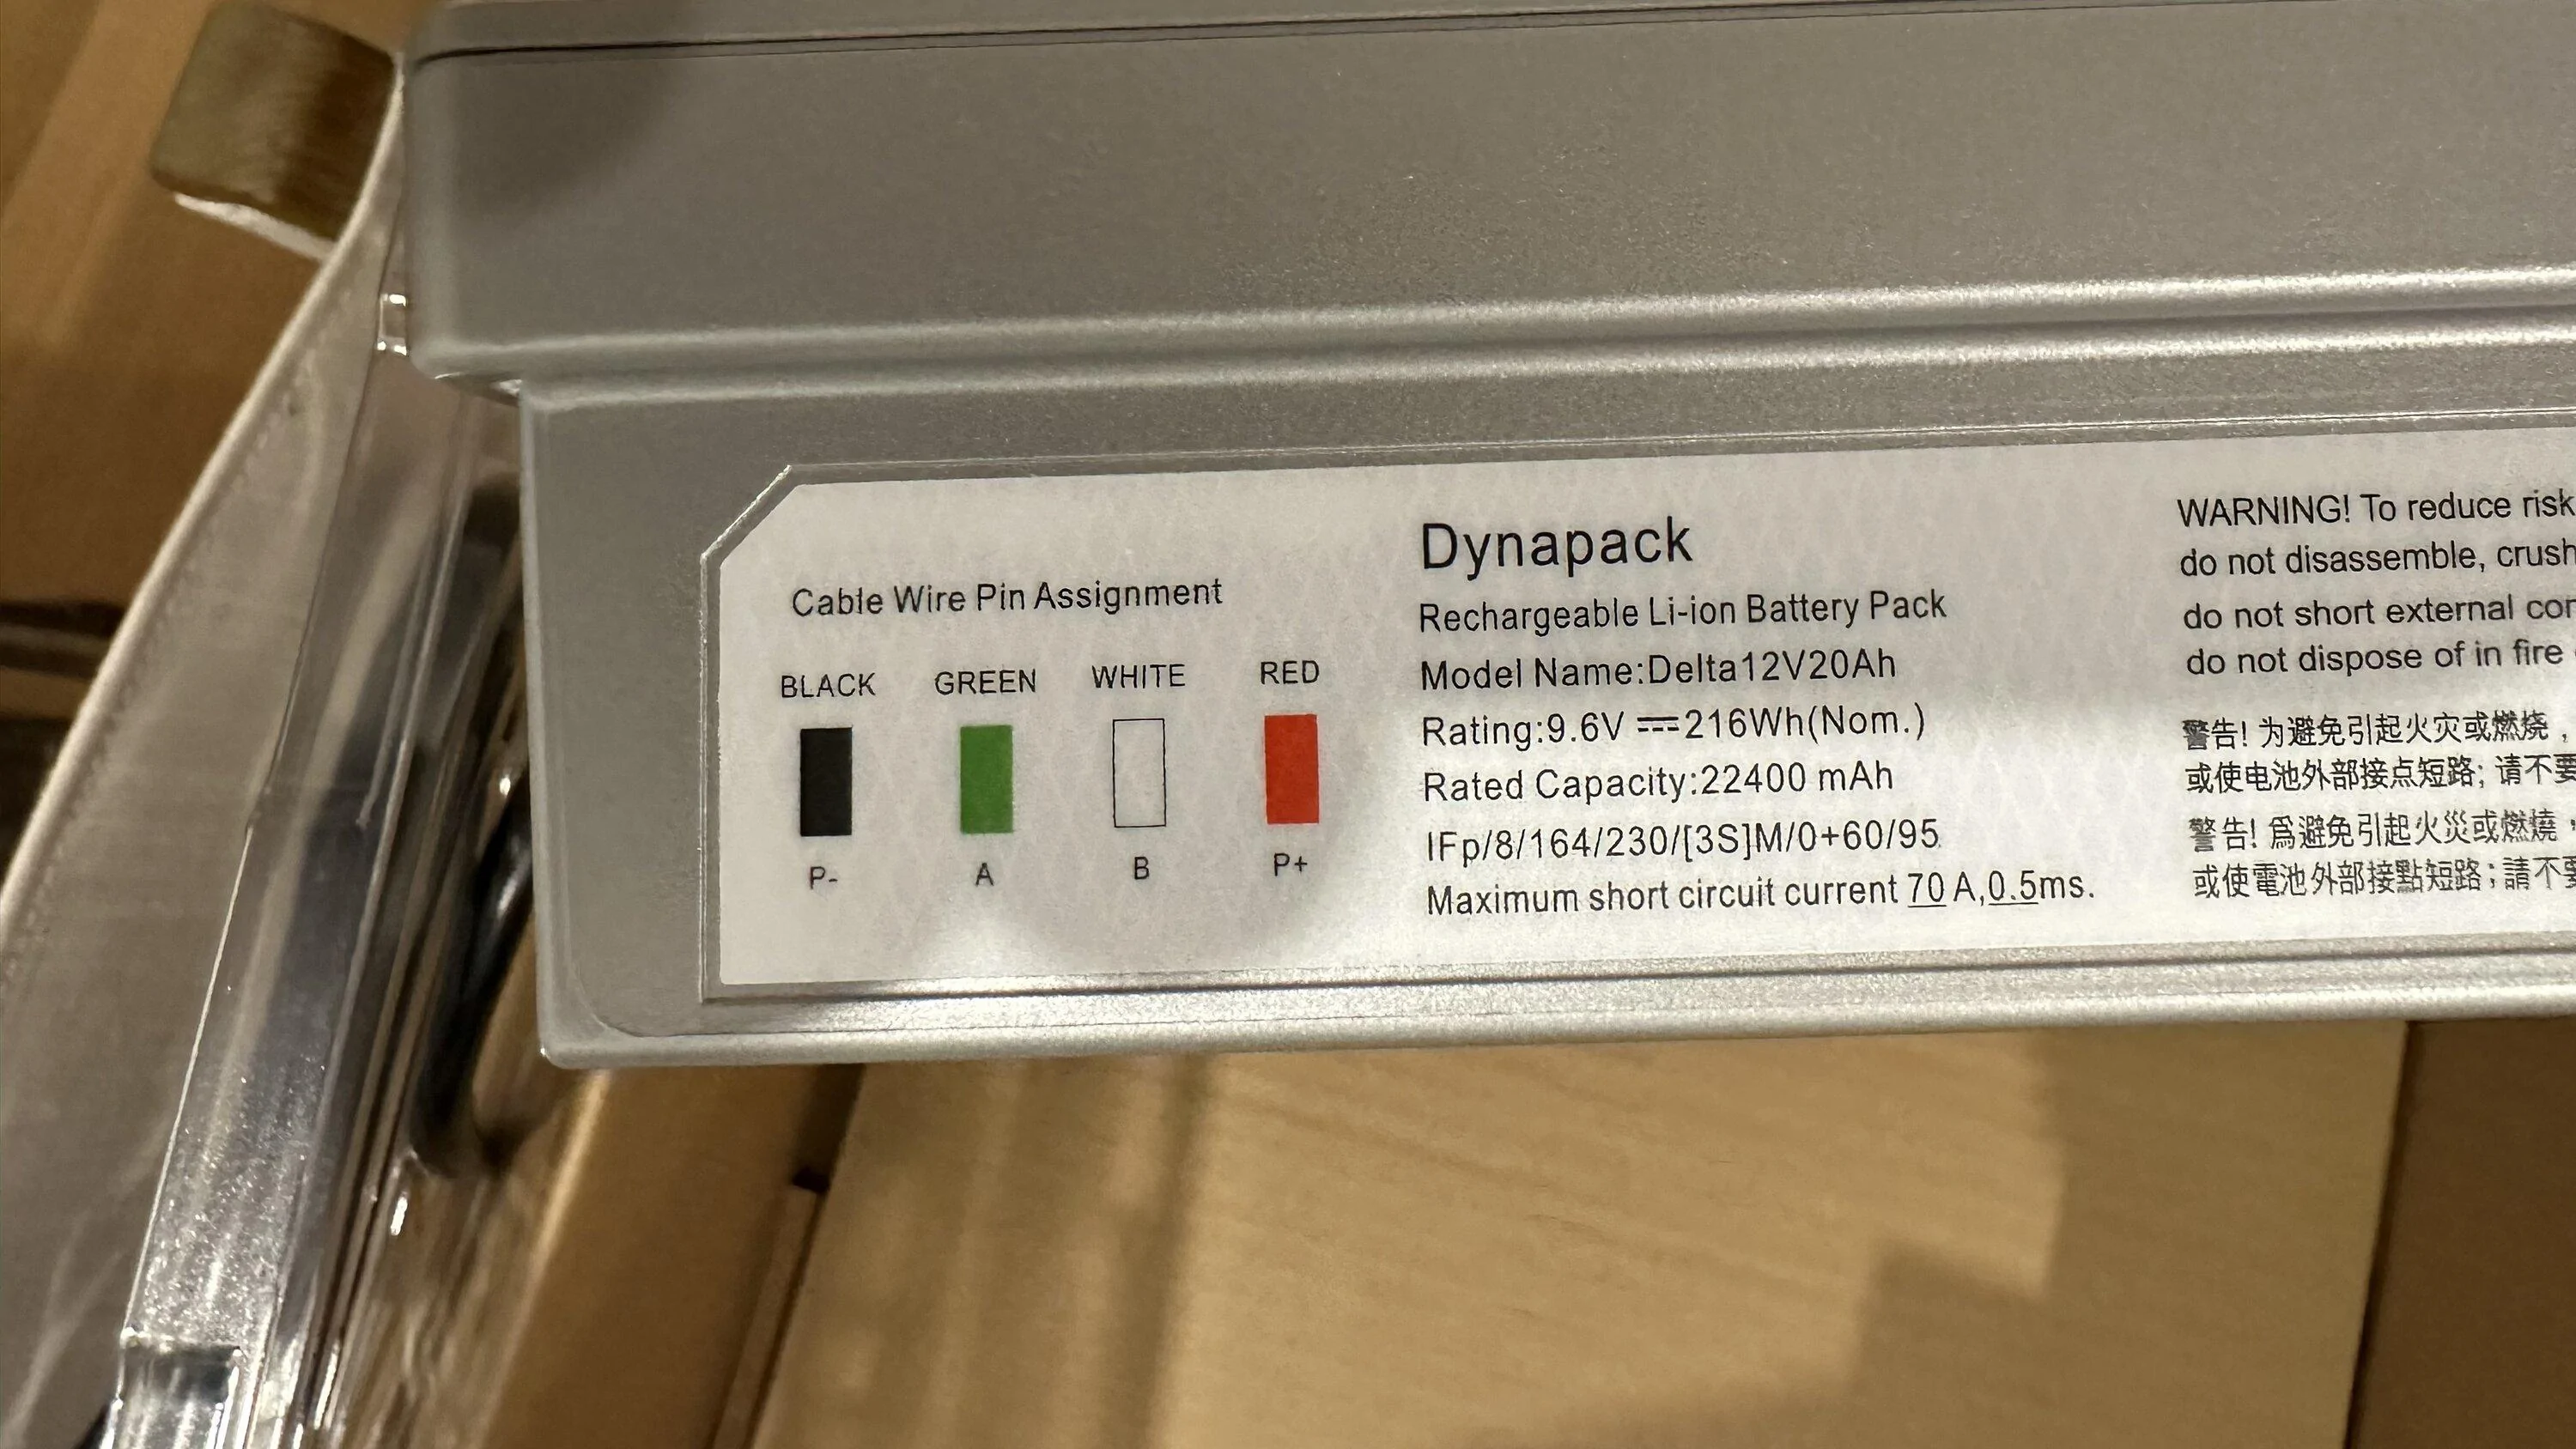 Cable Wire Pin Assignment
BLACK GREEN WHITE RED
P- A B P+
Dynapack
Rechargeable Li-ion Battery Pack
Model Name:Delta12V20Ah
Rating:9.6V ⎓216Wh(Nom.)
Rated Capacity:22400 mAh
IFp/8/164/230/[3S]M/0+60/95
Maximum short circuit current 70 A,0.5ms.
WARNING! To reduce risk
do not disassemble, crush
do not short external con
do not dispose of in fire
警告! 为避免引起火灾或燃烧，
或使电池外部接点短路; 请不要
警告! 爲避免引起火災或燃燒，
或使電池外部接點短路；請不要